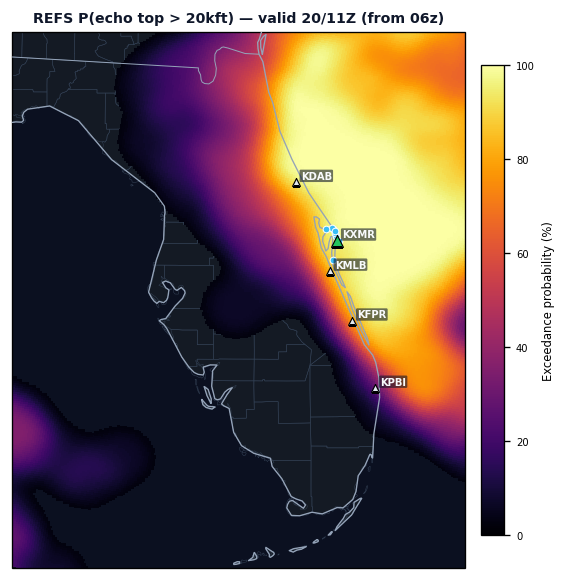 REFS P(echo top > 20kft) — valid 20/11Z (from 06z)
100
KDAB
80
KXMR
KMLB
60
KFPR
40
KPBI
20
0
Exceedance probability (%)